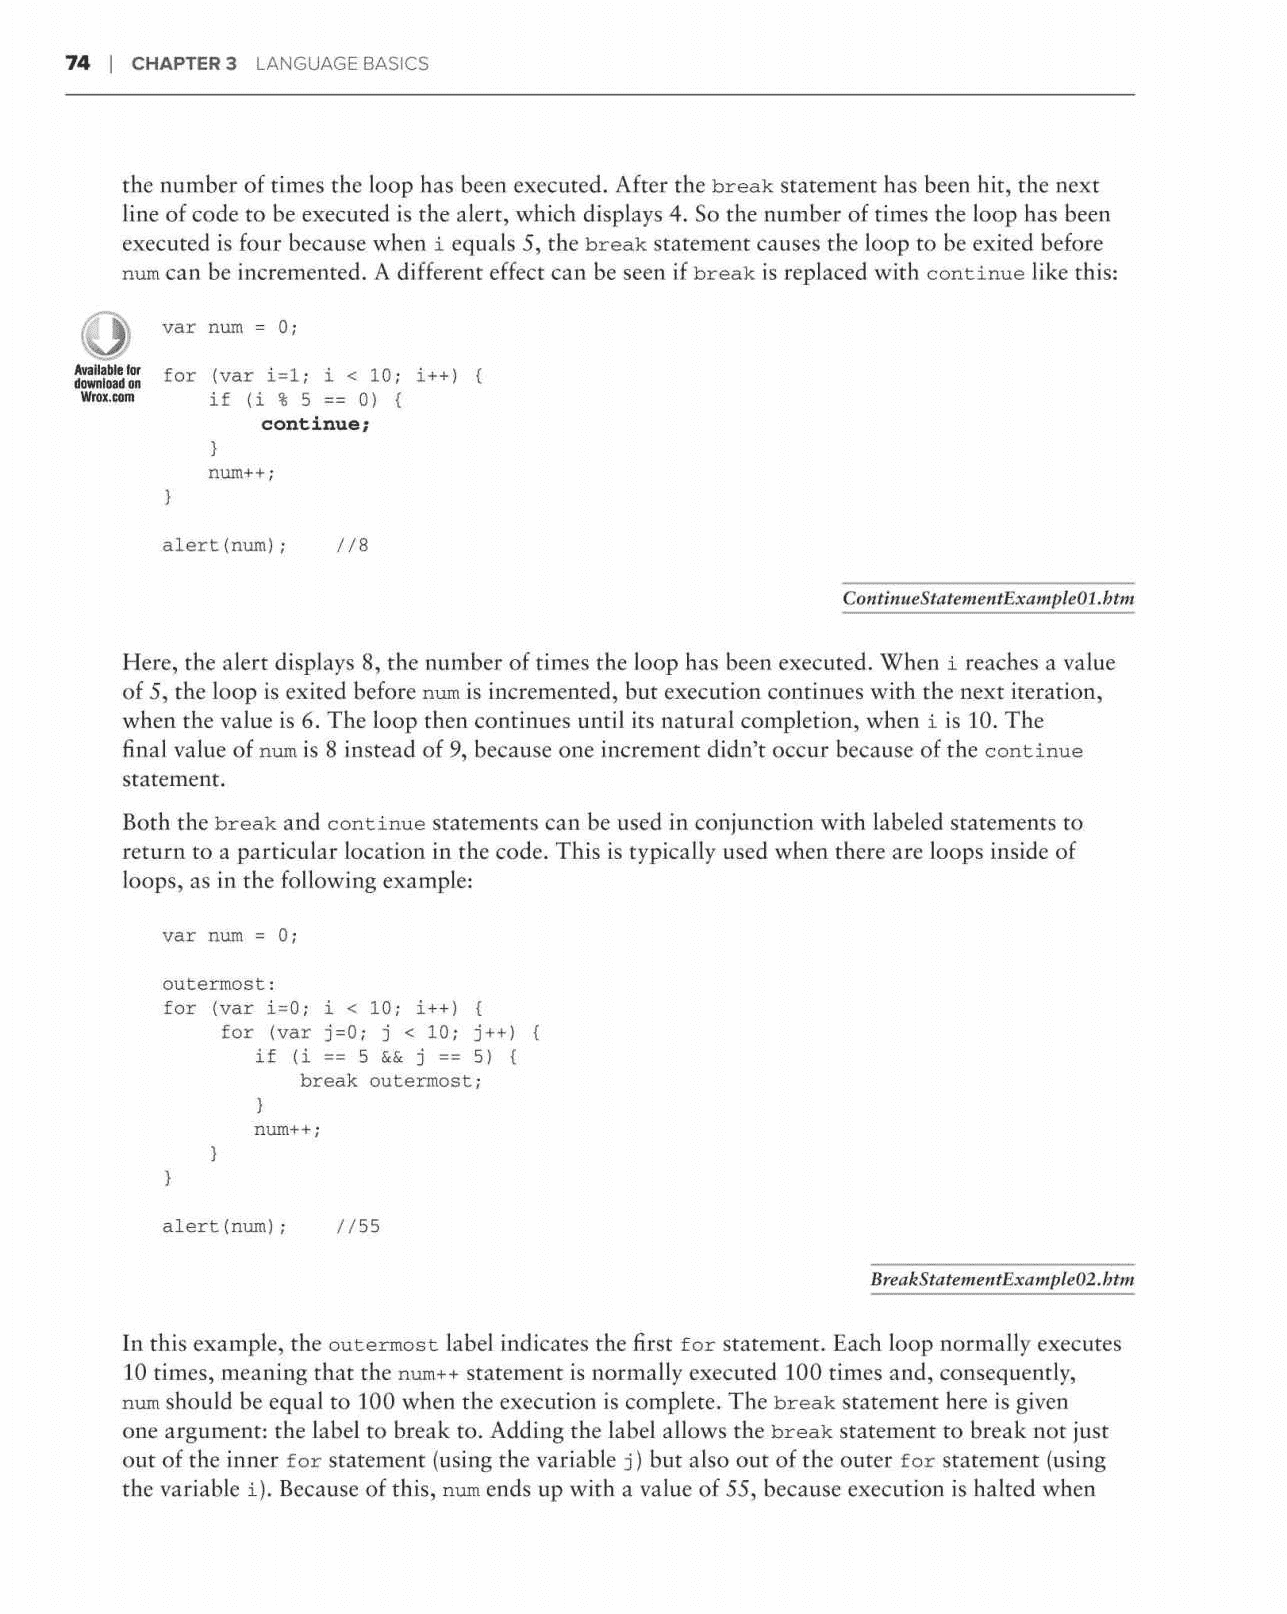 74 | CHAPTER 3 LANGUAGE BASICS
the number of times the loop has been executed. After the break statement has been hit, the next
line of code to be executed is the alert, which displays 4. So the number of times the loop has been
executed is four because when i equals 5, the break statement causes the loop to be exited before
num can be incremented. A different effect can be seen if break is replaced with continue like this:
Available for
download on
Wrox.com
var num = 0;
for (var i=1; i < 10; i++) {
if (i % 5 == 0) {
continue;
}
num++;
}
alert(num); //8
ContinueStatementExample01.htm
Here, the alert displays 8, the number of times the loop has been executed. When i reaches a value
of 5, the loop is exited before num is incremented, but execution continues with the next iteration,
when the value is 6. The loop then continues until its natural completion, when i is 10. The
final value of num is 8 instead of 9, because one increment didn't occur because of the continue
statement.
Both the break and continue statements can be used in conjunction with labeled statements to
return to a particular location in the code. This is typically used when there are loops inside of
loops, as in the following example:
var num = 0;
outermost:
for (var i=0; i < 10; i++) {
for (var j=0; j < 10; j++) {
if (i == 5 && j == 5) {
break outermost;
}
num++;
}
}
alert(num); //55
BreakStatementExample02.htm
In this example, the outermost label indicates the first for statement. Each loop normally executes
10 times, meaning that the num++ statement is normally executed 100 times and, consequently,
num should be equal to 100 when the execution is complete. The break statement here is given
one argument: the label to break to. Adding the label allows the break statement to break not just
out of the inner for statement (using the variable j) but also out of the outer for statement (using
the variable i). Because of this, num ends up with a value of 55, because execution is halted when